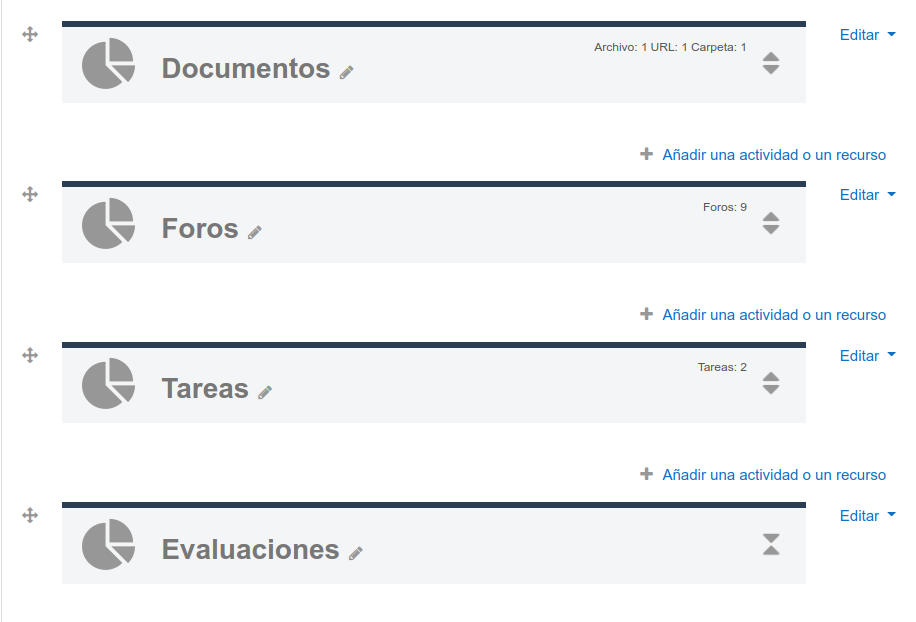 Archivo: 1 URL: 1 Carpeta: 1
Editar
Documentos
Añadir una actividad o un recurso
Foros: 9
Editar
Foros
Añadir una actividad o un recurso
Tareas: 2
Editar
Tareas
Añadir una actividad o un recurso
Editar
Evaluaciones